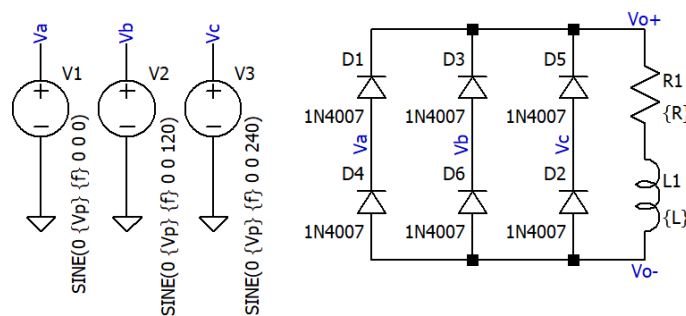 Va
V1
SINE(0 {Vp} {f} 0 0 0)
Vb
V2
SINE(0 {Vp} {f} 0 0 120)
Vc
V3
SINE(0 {Vp} {f} 0 0 240)
Vo+
D1
1N4007
D3
1N4007
D5
1N4007
R1
{R}
Va
Vb
Vc
D4
1N4007
D6
1N4007
D2
1N4007
L1
{L}
Vo-